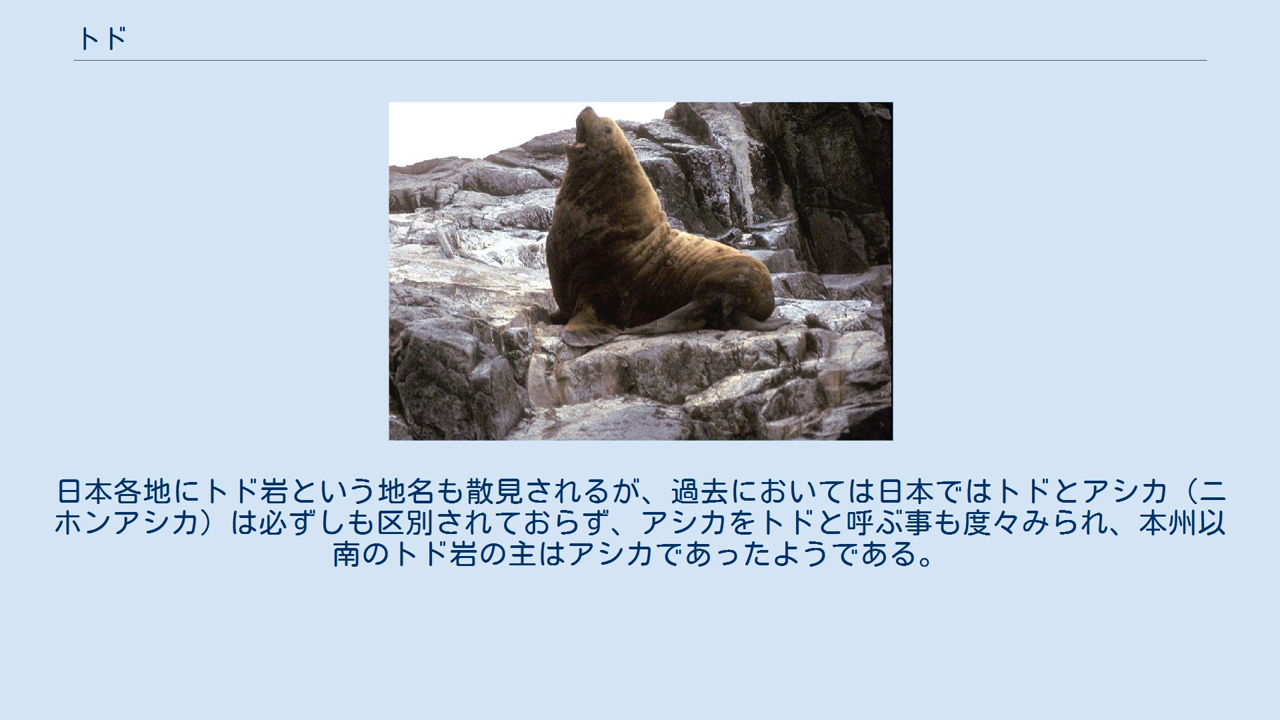 トド
日本各地にトド岩という地名も散見されるが、過去においては日本ではトドとアシカ（ニ
ホンアシカ）は必ずしも区別されておらず、アシカをトドと呼ぶ事も度々みられ、本州以
南のトド岩の主はアシカであったようである。